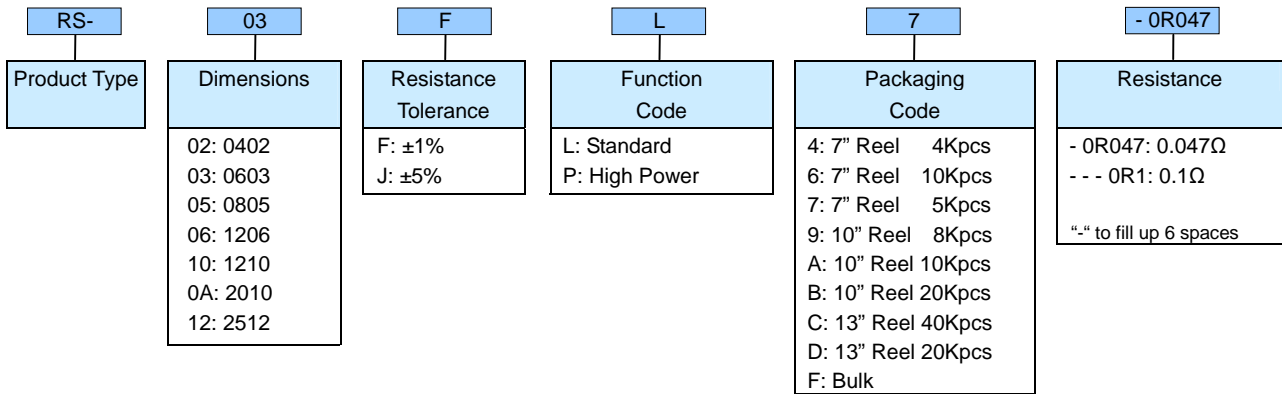 RS- 03 F L 7 - 0R047
Product Type
Dimensions
02: 0402
03: 0603
05: 0805
06: 1206
10: 1210
0A: 2010
12: 2512
Resistance
Tolerance
F: ±1%
J: ±5%
Function
Code
L: Standard
P: High Power
Packaging
Code
4: 7” Reel 4Kpcs
6: 7” Reel 10Kpcs
7: 7” Reel 5Kpcs
9: 10” Reel 8Kpcs
A: 10” Reel 10Kpcs
B: 10” Reel 20Kpcs
C: 13” Reel 40Kpcs
D: 13” Reel 20Kpcs
F: Bulk
Resistance
- 0R047: 0.047Ω
- - - 0R1: 0.1Ω
“-“ to fill up 6 spaces